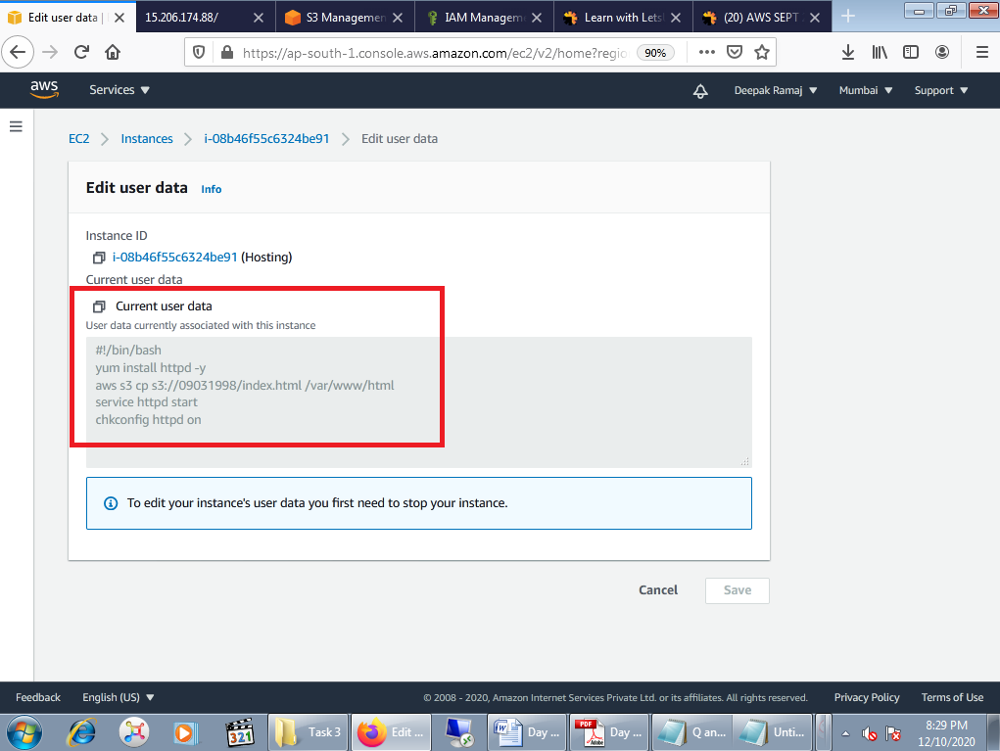 Edit user data
15.206.174.88/
S3 Managemen
IAM Managem
Learn with Lets
(20) AWS SEPT
https://ap-south-1.console.aws.amazon.com/ec2/v2/home?regio
90%
aws
Services
Deepak Ramaj
Mumbai
Support
EC2
Instances
i-08b46f55c6324be91
Edit user data
Edit user data
Info
Instance ID
i-08b46f55c6324be91 (Hosting)
Current user data
Current user data
User data currently associated with this instance
#!/bin/bash
yum install httpd -y
aws s3 cp s3://09031998/index.html /var/www/html
service httpd start
chkconfig httpd on
To edit your instance's user data you first need to stop your instance.
Cancel
Save
Feedback
English (US)
© 2008 - 2020, Amazon Internet Services Private Ltd. or its affiliates. All rights reserved.
Privacy Policy
Terms of Use
321
Task 3
Edit ...
Day ...
PDF
Adobe
Day ...
Q an...
Unti...
8:29 PM
12/10/2020